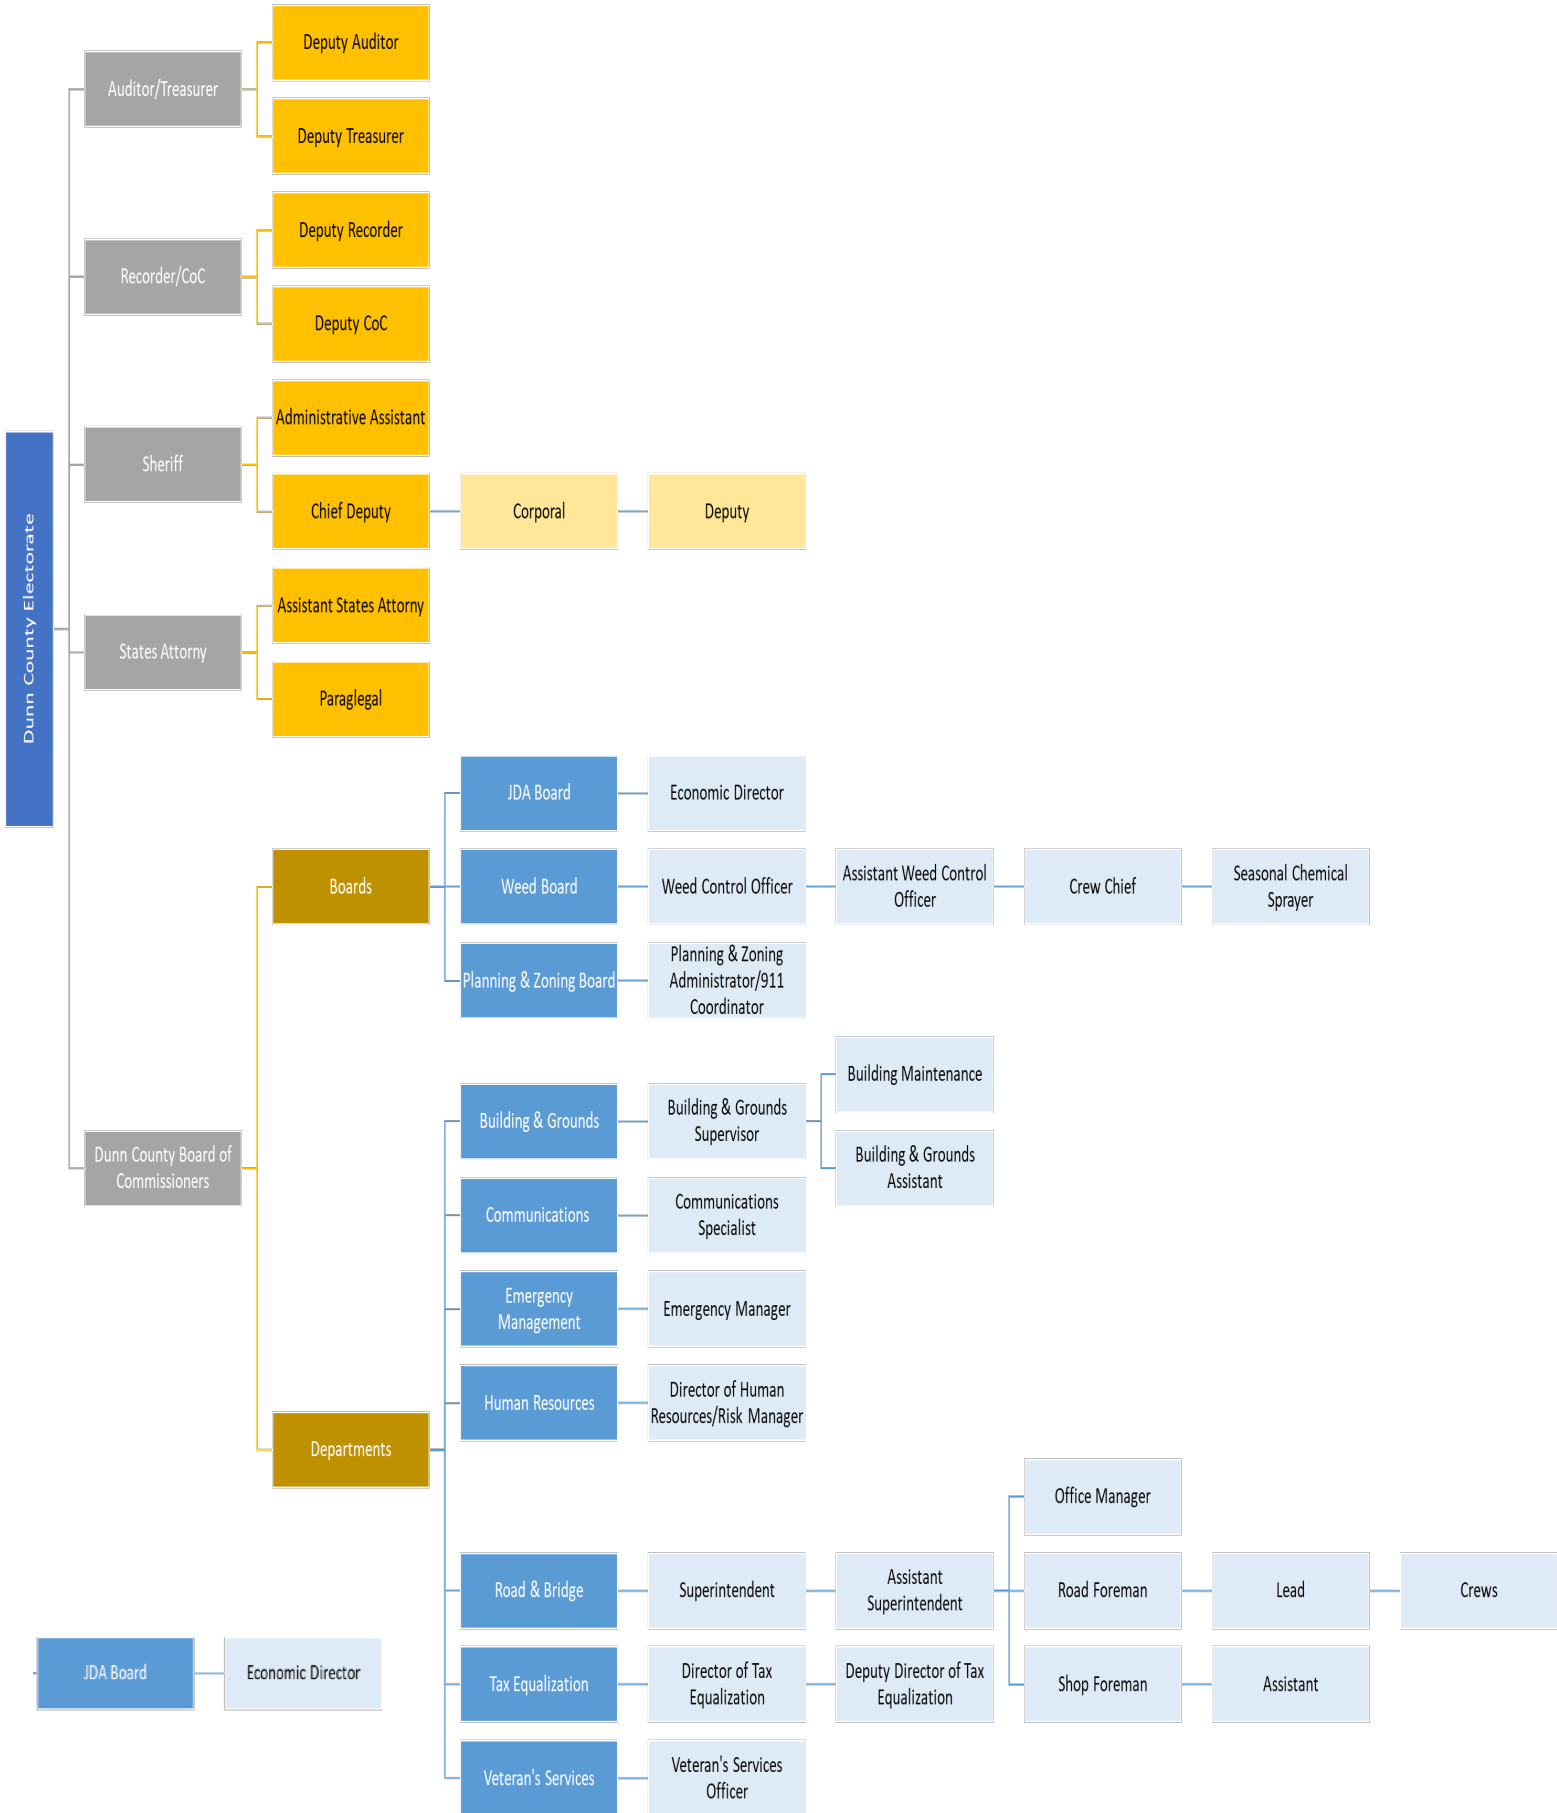 Dunn County Electorate
Auditor/Treasurer
Deputy Auditor
Deputy Treasurer
Recorder/CoC
Deputy Recorder
Deputy CoC
Sheriff
Administrative Assistant
Chief Deputy
Corporal
Deputy
States Attorny
Assistant States Attorny
Paraglegal
Dunn County Board of
Commissioners
Boards
JDA Board
Economic Director
Weed Board
Weed Control Officer
Assistant Weed Control
Officer
Crew Chief
Seasonal Chemical
Sprayer
Planning & Zoning Board
Planning & Zoning
Administrator/911
Coordinator
Departments
Building & Grounds
Building & Grounds
Supervisor
Building Maintenance
Building & Grounds
Assistant
Communications
Communications
Specialist
Emergency
Management
Emergency Manager
Human Resources
Director of Human
Resources/Risk Manager
Road & Bridge
Superintendent
Assistant
Superintendent
Office Manager
Road Foreman
Lead
Crews
Shop Foreman
Assistant
Tax Equalization
Director of Tax
Equalization
Deputy Director of Tax
Equalization
Veteran's Services
Veteran's Services
Officer
JDA Board
Economic Director